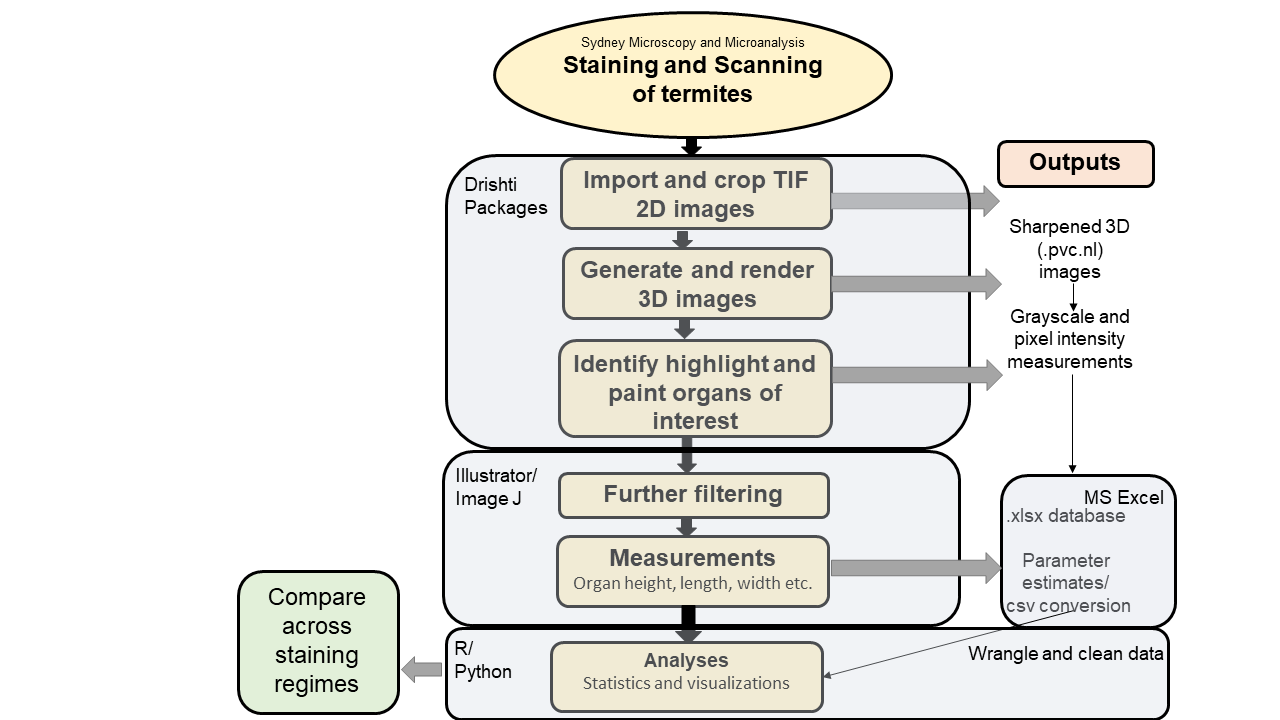 Sydney Microscopy and Microanalysis
Staining and Scanning
of termites
Outputs
Drishti
Packages
Import and crop TIF
2D images
Sharpened 3D
(.pvc.nl)
images
Generate and render
3D images
Grayscale and
pixel intensity
measurements
Identify highlight and
paint organs of
interest
Illustrator/
Image J
Further filtering
Measurements
Organ height, length, width etc.
MS Excel
.xlsx database
Parameter
estimates/
csv conversion
Compare
across
staining
regimes
R/
Python
Analyses
Statistics and visualizations
Wrangle and clean data